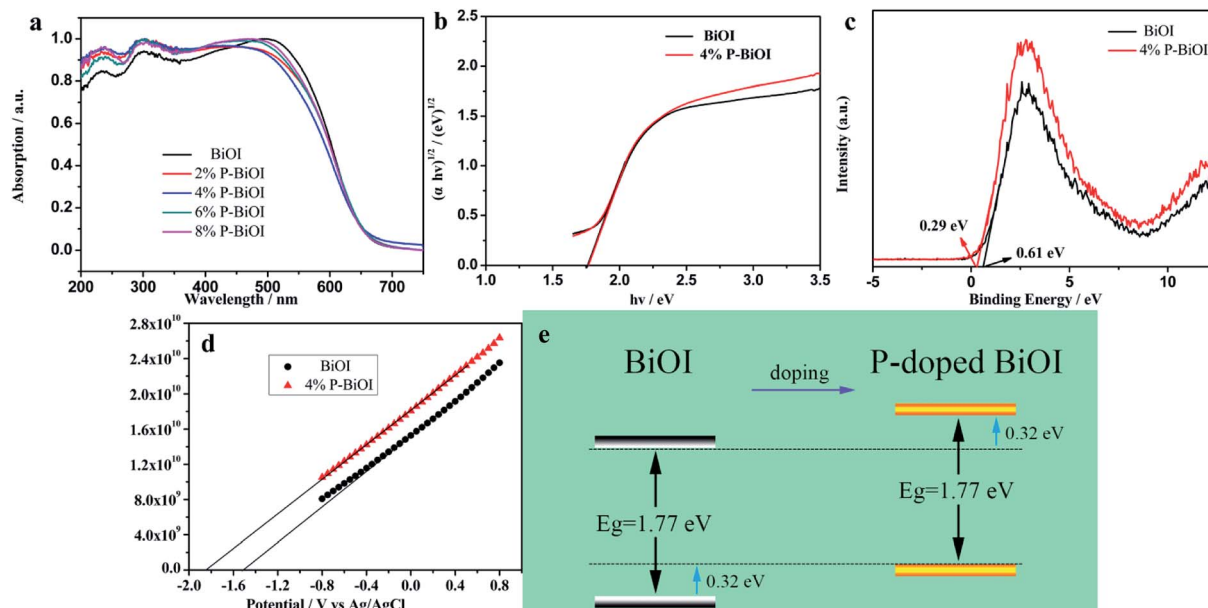 a
1.0
0.8
0.6
0.4
0.2
0.0
Absorption / a.u.
BiOI
2% P-BiOI
4% P-BiOI
6% P-BiOI
8% P-BiOI
200 300 400 500 600 700
Wavelength / nm
b
BiOI
4% P-BiOI
2.5
2.0
1.5
1.0
0.5
0.0
(α hν)1/2 / (eV)1/2
1.0 1.5 2.0 2.5 3.0 3.5
hν / eV
c
BiOI
4% P-BiOI
Intensity (a.u.)
0.29 eV
0.61 eV
-5 0 5 10
Binding Energy / eV
d
BiOI
4% P-BiOI
2.8x10^10
2.4x10^10
2.0x10^10
1.6x10^10
1.2x10^10
8.0x10^9
4.0x10^9
0.0
-2.0 -1.6 -1.2 -0.8 -0.4 0.0 0.4 0.8
Potential / V vs Ag/AgCl
e
BiOI
doping
P-doped BiOI
0.32 eV
Eg=1.77 eV
Eg=1.77 eV
0.32 eV